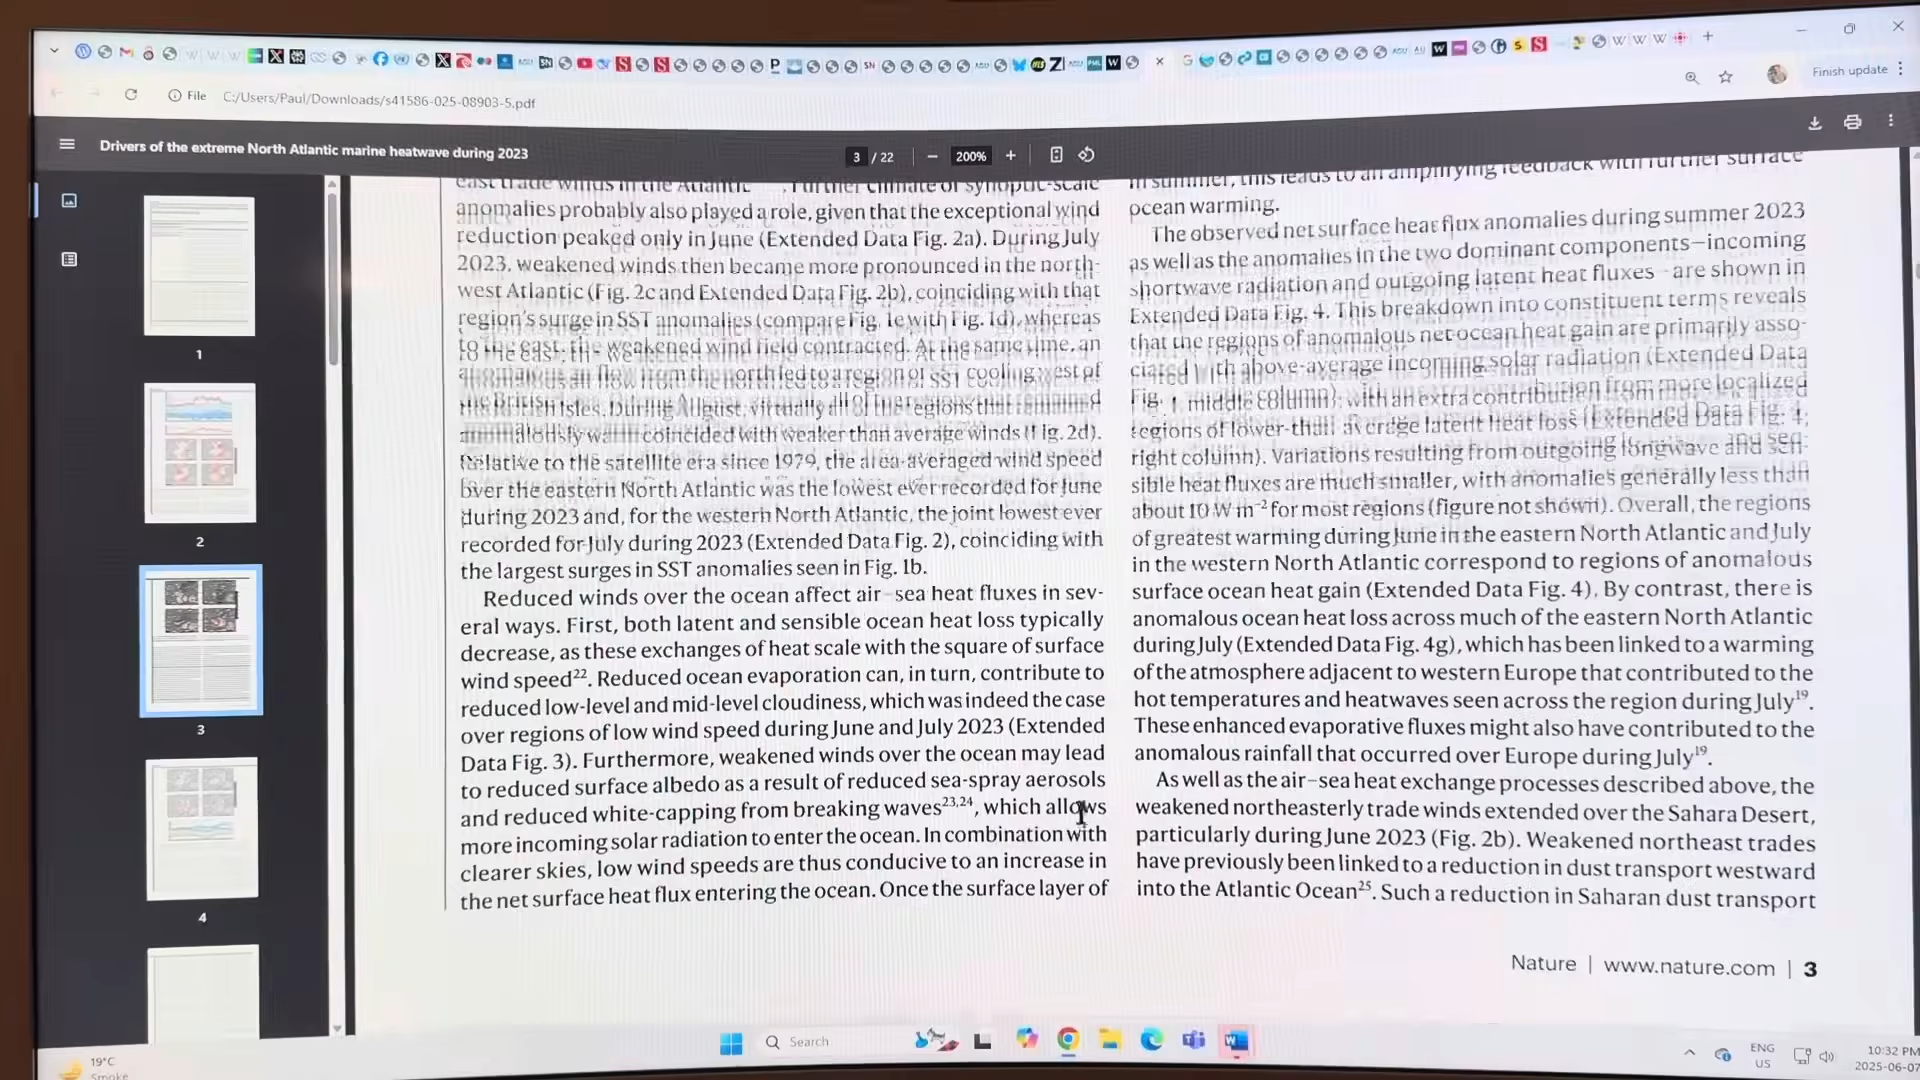 Finish update
File C:/Users/Paul/Downloads/s41586-025-08903-5.pdf
Drivers of the extreme North Atlantic marine heatwave during 2023
3 / 22
200%
1
2
3
4
east trade winds in the Atlantic . Further climate or synoptic-scale
anomalies probably also played a role, given that the exceptional wind
reduction peaked only in June (Extended Data Fig. 2a). During July
2023, weakened winds then became more pronounced in the north-
west Atlantic (Fig. 2c and Extended Data Fig. 2b), coinciding with that
region's surge in SST anomalies (compare Fig. 1e with Fig. 1d), whereas
to the east, the weakened wind field contracted. At the same time, an
anomalous air flow from the north led to a region of SST cooling west of
the British Isles. During August, virtually all of the regions that remained
anomalously warm coincided with weaker than average winds (Fig. 2d).
Relative to the satellite era since 1979, the area-averaged wind speed
over the eastern North Atlantic was the lowest ever recorded for June
during 2023 and, for the western North Atlantic, the joint lowest ever
recorded for July during 2023 (Extended Data Fig. 2), coinciding with
the largest surges in SST anomalies seen in Fig. 1b.
Reduced winds over the ocean affect air–sea heat fluxes in sev-
eral ways. First, both latent and sensible ocean heat loss typically
decrease, as these exchanges of heat scale with the square of surface
wind speed²². Reduced ocean evaporation can, in turn, contribute to
reduced low-level and mid-level cloudiness, which was indeed the case
over regions of low wind speed during June and July 2023 (Extended
Data Fig. 3). Furthermore, weakened winds over the ocean may lead
to reduced surface albedo as a result of reduced sea-spray aerosols
and reduced white-capping from breaking waves²³,²⁴, which allows
more incoming solar radiation to enter the ocean. In combination with
clearer skies, low wind speeds are thus conducive to an increase in
the net surface heat flux entering the ocean. Once the surface layer of
in summer, this leads to an amplifying feedback with further surface
ocean warming.
The observed net surface heat flux anomalies during summer 2023
as well as the anomalies in the two dominant components—incoming
shortwave radiation and outgoing latent heat fluxes—are shown in
Extended Data Fig. 4. This breakdown into constituent terms reveals
that the regions of anomalous net ocean heat gain are primarily asso-
ciated with above-average incoming solar radiation (Extended Data
Fig. 4, middle column), with an extra contribution from more localized
regions of lower-than-average latent heat loss (Extended Data Fig. 4,
right column). Variations resulting from outgoing longwave and sen-
sible heat fluxes are much smaller, with anomalies generally less than
about 10 W m⁻² for most regions (figure not shown). Overall, the regions
of greatest warming during June in the eastern North Atlantic and July
in the western North Atlantic correspond to regions of anomalous
surface ocean heat gain (Extended Data Fig. 4). By contrast, there is
anomalous ocean heat loss across much of the eastern North Atlantic
during July (Extended Data Fig. 4g), which has been linked to a warming
of the atmosphere adjacent to western Europe that contributed to the
hot temperatures and heatwaves seen across the region during July¹⁹.
These enhanced evaporative fluxes might also have contributed to the
anomalous rainfall that occurred over Europe during July¹⁹.
As well as the air–sea heat exchange processes described above, the
weakened northeasterly trade winds extended over the Sahara Desert,
particularly during June 2023 (Fig. 2b). Weakened northeast trades
have previously been linked to a reduction in dust transport westward
into the Atlantic Ocean²⁵. Such a reduction in Saharan dust transport
Nature | www.nature.com | 3
19°C
Smoke
Search
ENG
US
10:32 PM
2025-06-07